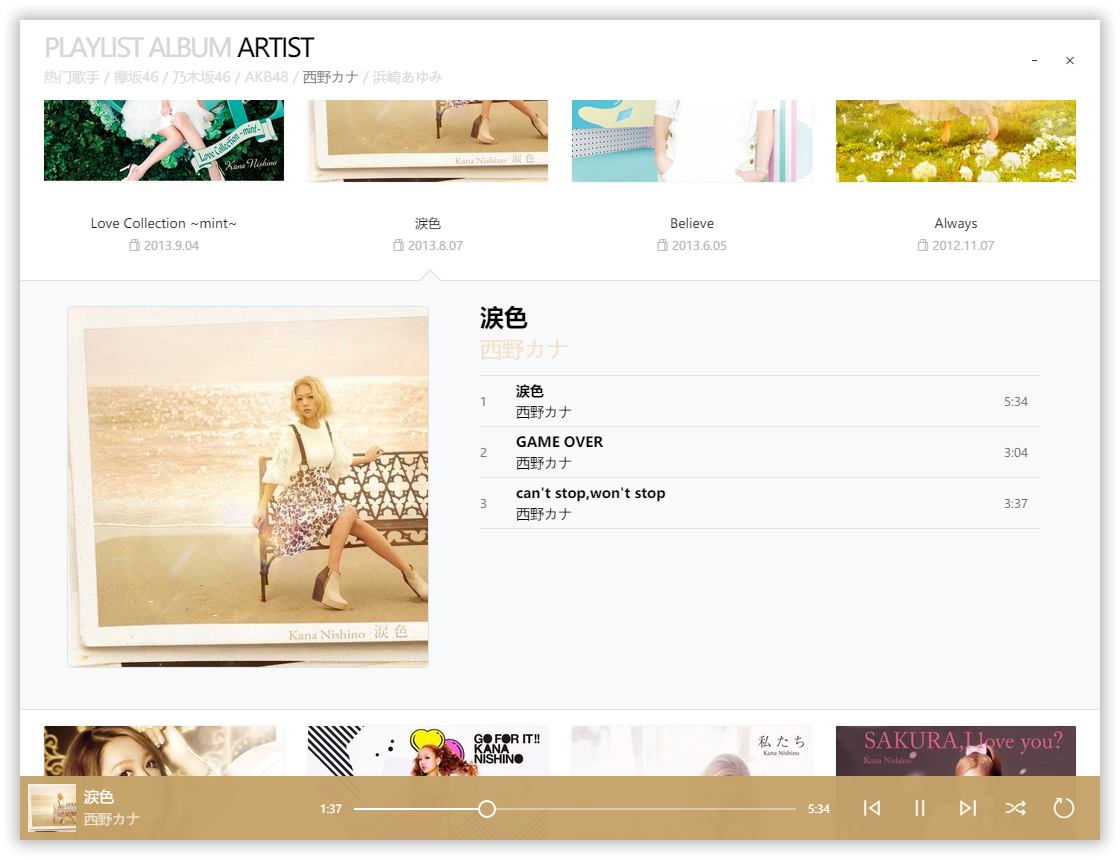 PLAYLIST ALBUM ARTIST
热门歌手 / 欅坂46 / 乃木坂46 / AKB48 / 西野カナ / 浜崎あゆみ
Love Collection ~mint~
Kana Nishino
Kana Nishino 涙色
Love Collection ~mint~
2013.9.04
涙色
2013.8.07
Believe
2013.6.05
Always
2012.11.07
Kana Nishino 涙色
涙色
西野カナ
1 涙色 5:34
西野カナ
2 GAME OVER 3:04
西野カナ
3 can't stop,won't stop 3:37
西野カナ
GO FOR IT!!
KANA
NISHINO
私たち
Kana Nishino
SAKURA,I love you?
Kana Nishino
涙色
西野カナ
1:37
5:34